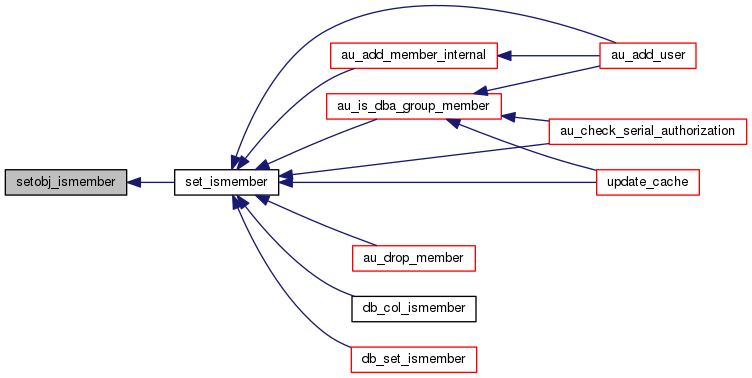 au_add_member_internal
au_add_user
au_is_dba_group_member
au_check_serial_authorization
setobj_ismember
set_ismember
update_cache
au_drop_member
db_col_ismember
db_set_ismember